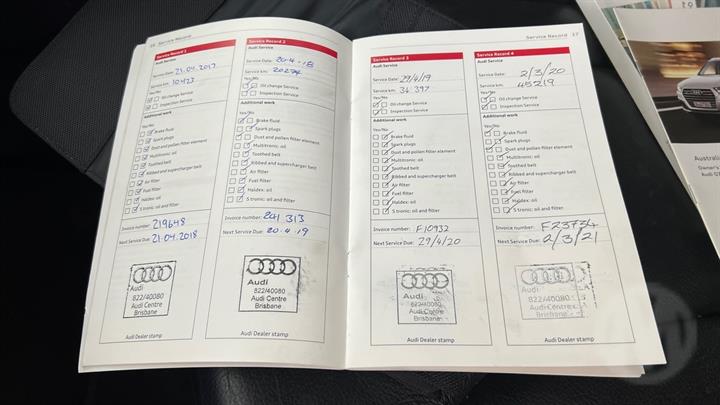 16 Service Record
Service Record 1
Audi Service
Service Date: 21.04.2017
Service km: 10423
Yes/No
Oil change Service
Inspection Service
Additional work
Yes/No
Brake fluid
Spark plugs
Dust and pollen filter element
Multitronic: oil
Toothed belt
Ribbed and supercharger belt
Air filter
Fuel filter
Haldex: oil
S tronic: oil and filter
Invoice number: 219648
Next Service Due: 21.04.2018
Audi
822/40080
Audi Centre
Brisbane
Audi Dealer stamp
Service Record 2
Audi Service
Service Date: 20-4-18
Service km: 20274
Yes/No
Oil change Service
Inspection Service
Additional work
Yes/No
Brake fluid
Spark plugs
Dust and pollen filter element
Multitronic: oil
Toothed belt
Ribbed and supercharger belt
Air filter
Fuel filter
Haldex: oil
S tronic: oil and filter
Invoice number: 241 313
Next Service Due: 20.4.19
Audi
822/40080
Audi Centre
Brisbane
Audi Dealer stamp
Service Record 17
Service Record 3
Audi Service
Service Date: 29/4/19
Service km: 34 397
Yes/No
Oil change Service
Inspection Service
Additional work
Yes/No
Brake fluid
Spark plugs
Dust and pollen filter element
Multitronic: oil
Toothed belt
Ribbed and supercharger belt
Air filter
Fuel filter
Haldex: oil
S tronic: oil and filter
Invoice number: F10932
Next Service Due: 29/4/20
Audi
822/40080
Audi Centre
Brisbane
Audi Dealer stamp
Service Record 4
Audi Service
Service Date: 2/3/20
Service km: 45219
Yes/No
Oil change Service
Inspection Service
Additional work
Yes/No
Brake fluid
Spark plugs
Dust and pollen filter element
Multitronic: oil
Toothed belt
Ribbed and supercharger belt
Air filter
Fuel filter
Haldex: oil
S tronic: oil and filter
Invoice number: F23724
Next Service Due: 2/3/21
Audi
822/40080
Audi Centre
Brisbane
Audi Dealer stamp
Australia
Owner's
Audi Q